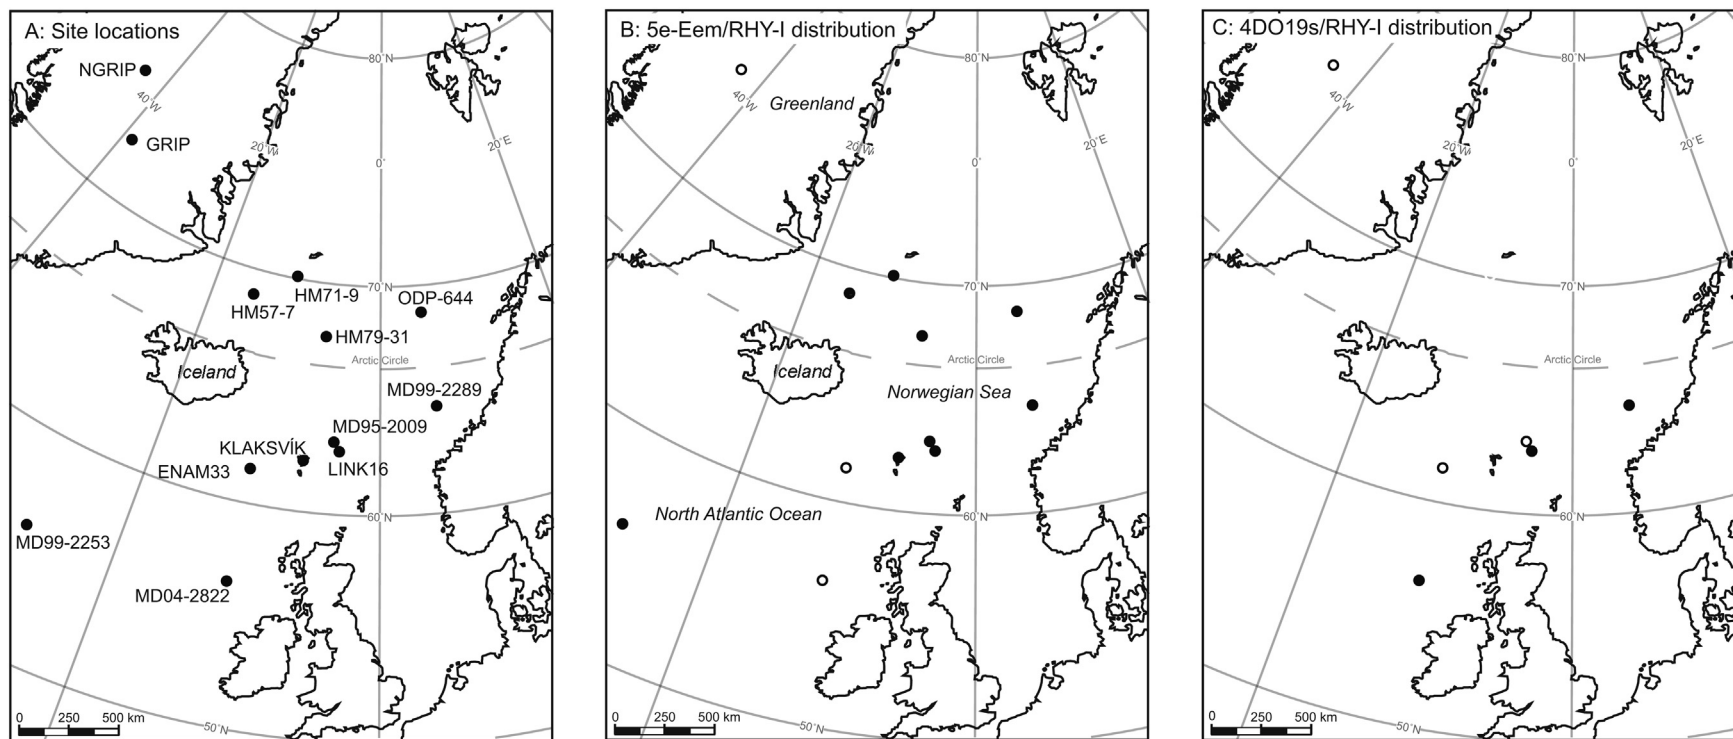 A: Site locations
NGRIP
40°W
GRIP
20°W
80°N
0°
20°E
HM71-9
HM57-7
70°N
ODP-644
HM79-31
Arctic Circle
Iceland
MD99-2289
MD95-2009
KLAKSVÍK
LINK16
ENAM33
60°N
MD99-2253
MD04-2822
50°N
0 250 500 km
B: 5e-Eem/RHY-I distribution
80°N
40°W
Greenland
20°W
0°
20°E
70°N
Arctic Circle
Iceland
Norwegian Sea
North Atlantic Ocean
60°N
50°N
0 250 500 km
C: 4DO19s/RHY-I distribution
80°N
40°W
20°W
0°
20°E
70°N
Arctic Circle
60°N
50°N
0 250 500 km